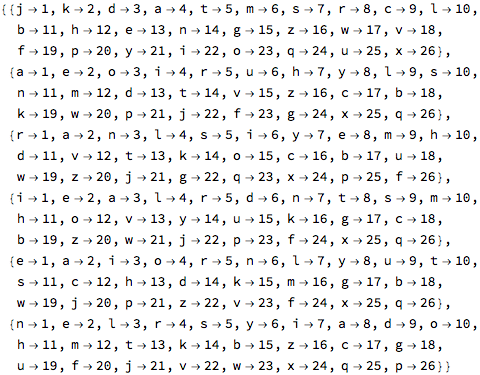 {{j→1, k→2, d→3, a→4, t→5, m→6, s→7, r→8, c→9, l→10,
b→11, h→12, e→13, n→14, g→15, z→16, w→17, v→18,
f→19, p→20, y→21, i→22, o→23, q→24, u→25, x→26},
{a→1, e→2, o→3, i→4, r→5, u→6, h→7, y→8, l→9, s→10,
n→11, m→12, d→13, t→14, v→15, z→16, c→17, b→18,
k→19, w→20, p→21, j→22, f→23, g→24, x→25, q→26},
{r→1, a→2, n→3, l→4, s→5, i→6, y→7, e→8, m→9, h→10,
d→11, v→12, t→13, k→14, o→15, c→16, b→17, u→18,
w→19, z→20, j→21, g→22, q→23, x→24, p→25, f→26},
{i→1, e→2, a→3, l→4, r→5, d→6, n→7, t→8, s→9, m→10,
h→11, o→12, v→13, y→14, u→15, k→16, g→17, c→18,
b→19, z→20, w→21, j→22, p→23, f→24, x→25, q→26},
{e→1, a→2, i→3, o→4, r→5, n→6, l→7, y→8, u→9, t→10,
s→11, c→12, h→13, d→14, k→15, m→16, g→17, b→18,
w→19, j→20, p→21, z→22, v→23, f→24, x→25, q→26},
{n→1, e→2, l→3, r→4, s→5, y→6, i→7, a→8, d→9, o→10,
h→11, m→12, t→13, k→14, b→15, z→16, c→17, g→18,
u→19, f→20, j→21, v→22, w→23, x→24, q→25, p→26}}